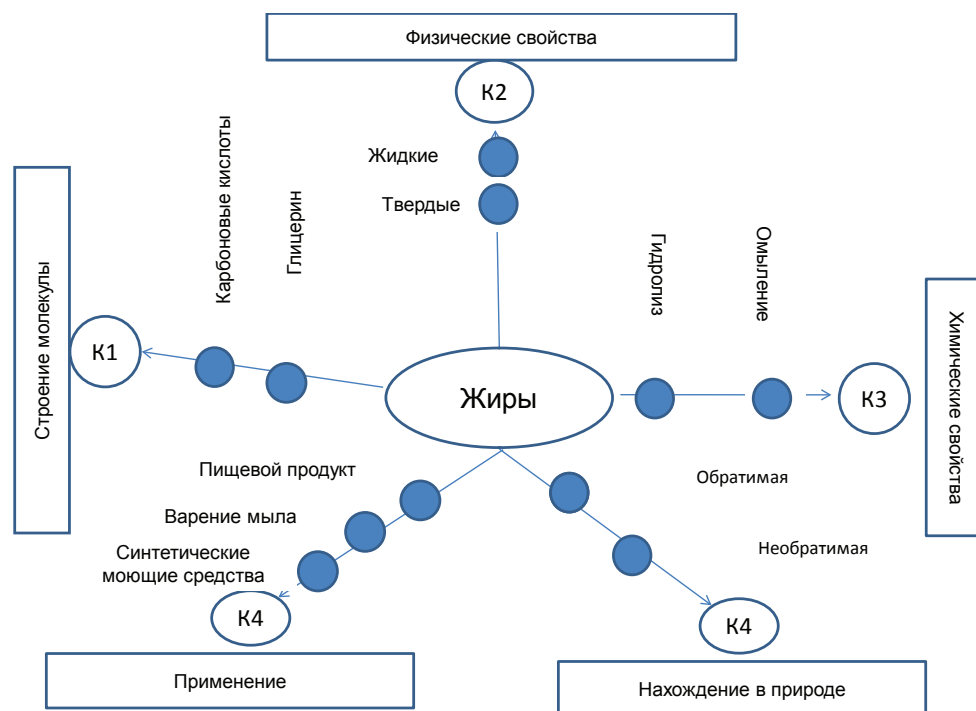 Физические свойства
К2
Жидкие
Твердые
Карбоновые кислоты
Глицерин
Гидропиз
Омыление
Строение молекулы
К1
Жиры
К3
Химические свойства
Пищевой продукт
Варение мыла
Синтетические
моющие средства
Обратимая
Необратимая
К4
К4
Применение
Нахождение в природе